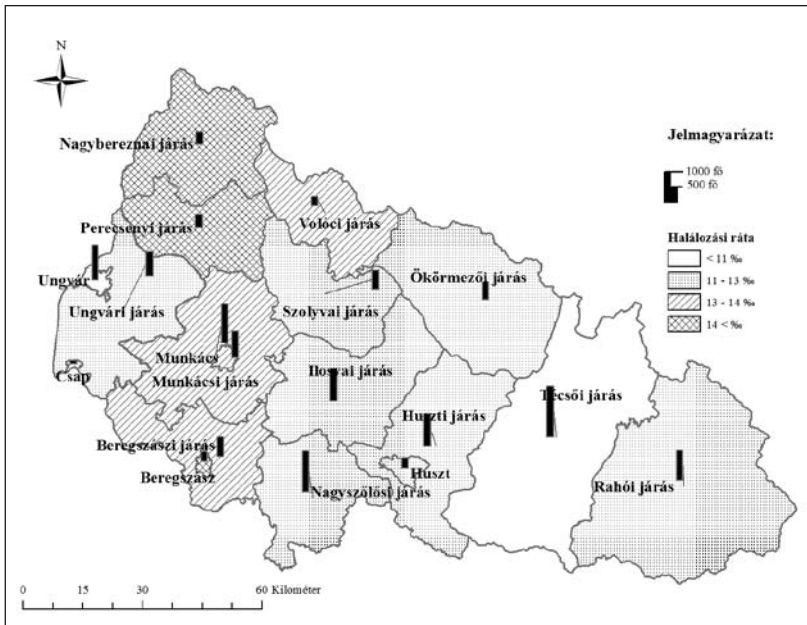 N
Nagybereznai járás
Perecsenyi járás
Volóci járás
Ungvár
Ungvári járás
Szolyvai járás
Ökörmezői járás
Munkács
Munkácsi járás
Csap
Ilosvai járás
Huszti járás
Técsői járás
Beregszászi járás
Beregszász
Nagyszőlősi járás
Huszt
Rahói járás
Jelmagyarázat:
1000 fő
500 fő
Halálozási ráta
< 11 ‰
11 - 13 ‰
13 - 14 ‰
14 < ‰
0 15 30 60 Kilométer